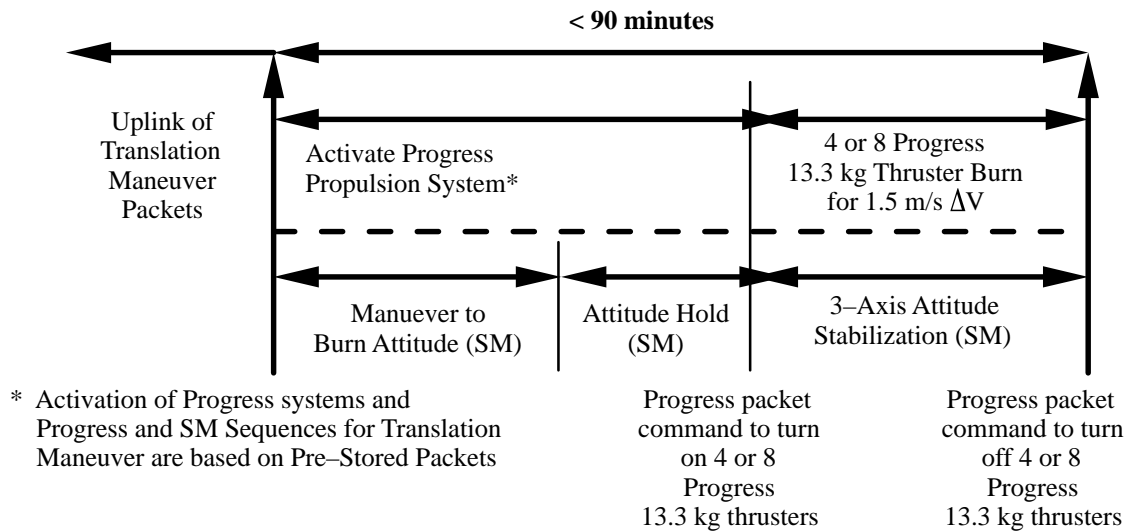 < 90 minutes
Uplink of
Translation
Maneuver
Packets
Activate Progress
Propulsion System*
4 or 8 Progress
13.3 kg Thruster Burn
for 1.5 m/s ΔV
Manuever to
Burn Attitude (SM)
Attitude Hold
(SM)
3–Axis Attitude
Stabilization (SM)
* Activation of Progress systems and
Progress and SM Sequences for Translation
Maneuver are based on Pre–Stored Packets
Progress packet
command to turn
on 4 or 8
Progress
13.3 kg thrusters
Progress packet
command to turn
off 4 or 8
Progress
13.3 kg thrusters